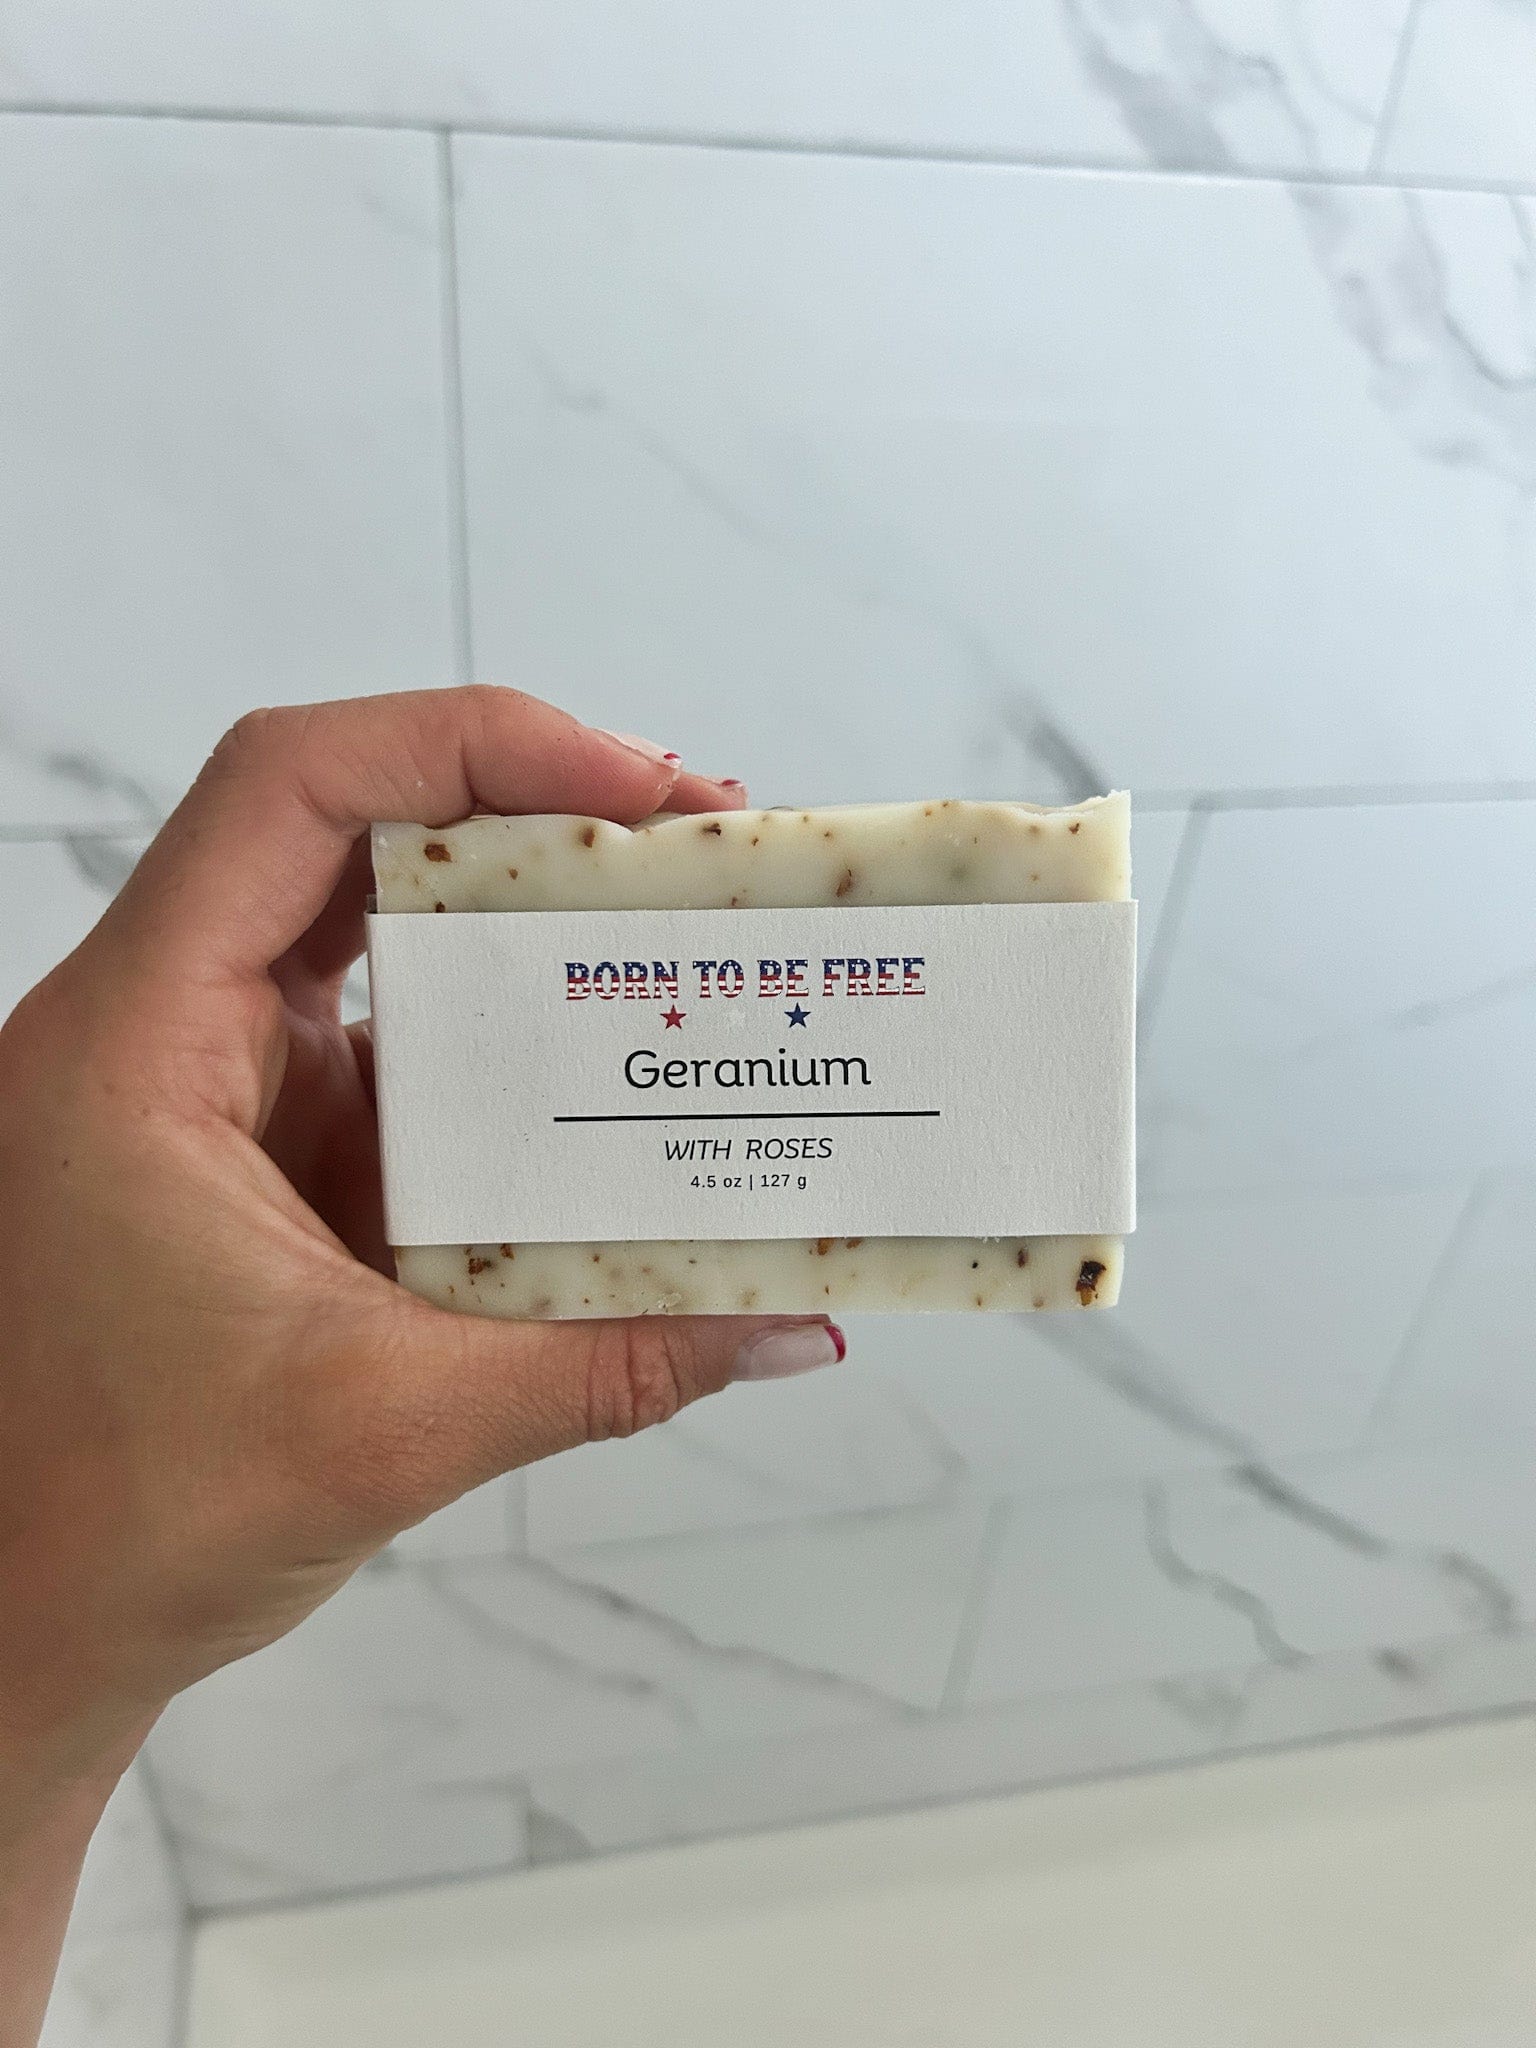 BORN TO BE FREE
Geranium
WITH ROSES
4.5 oz | 127 g